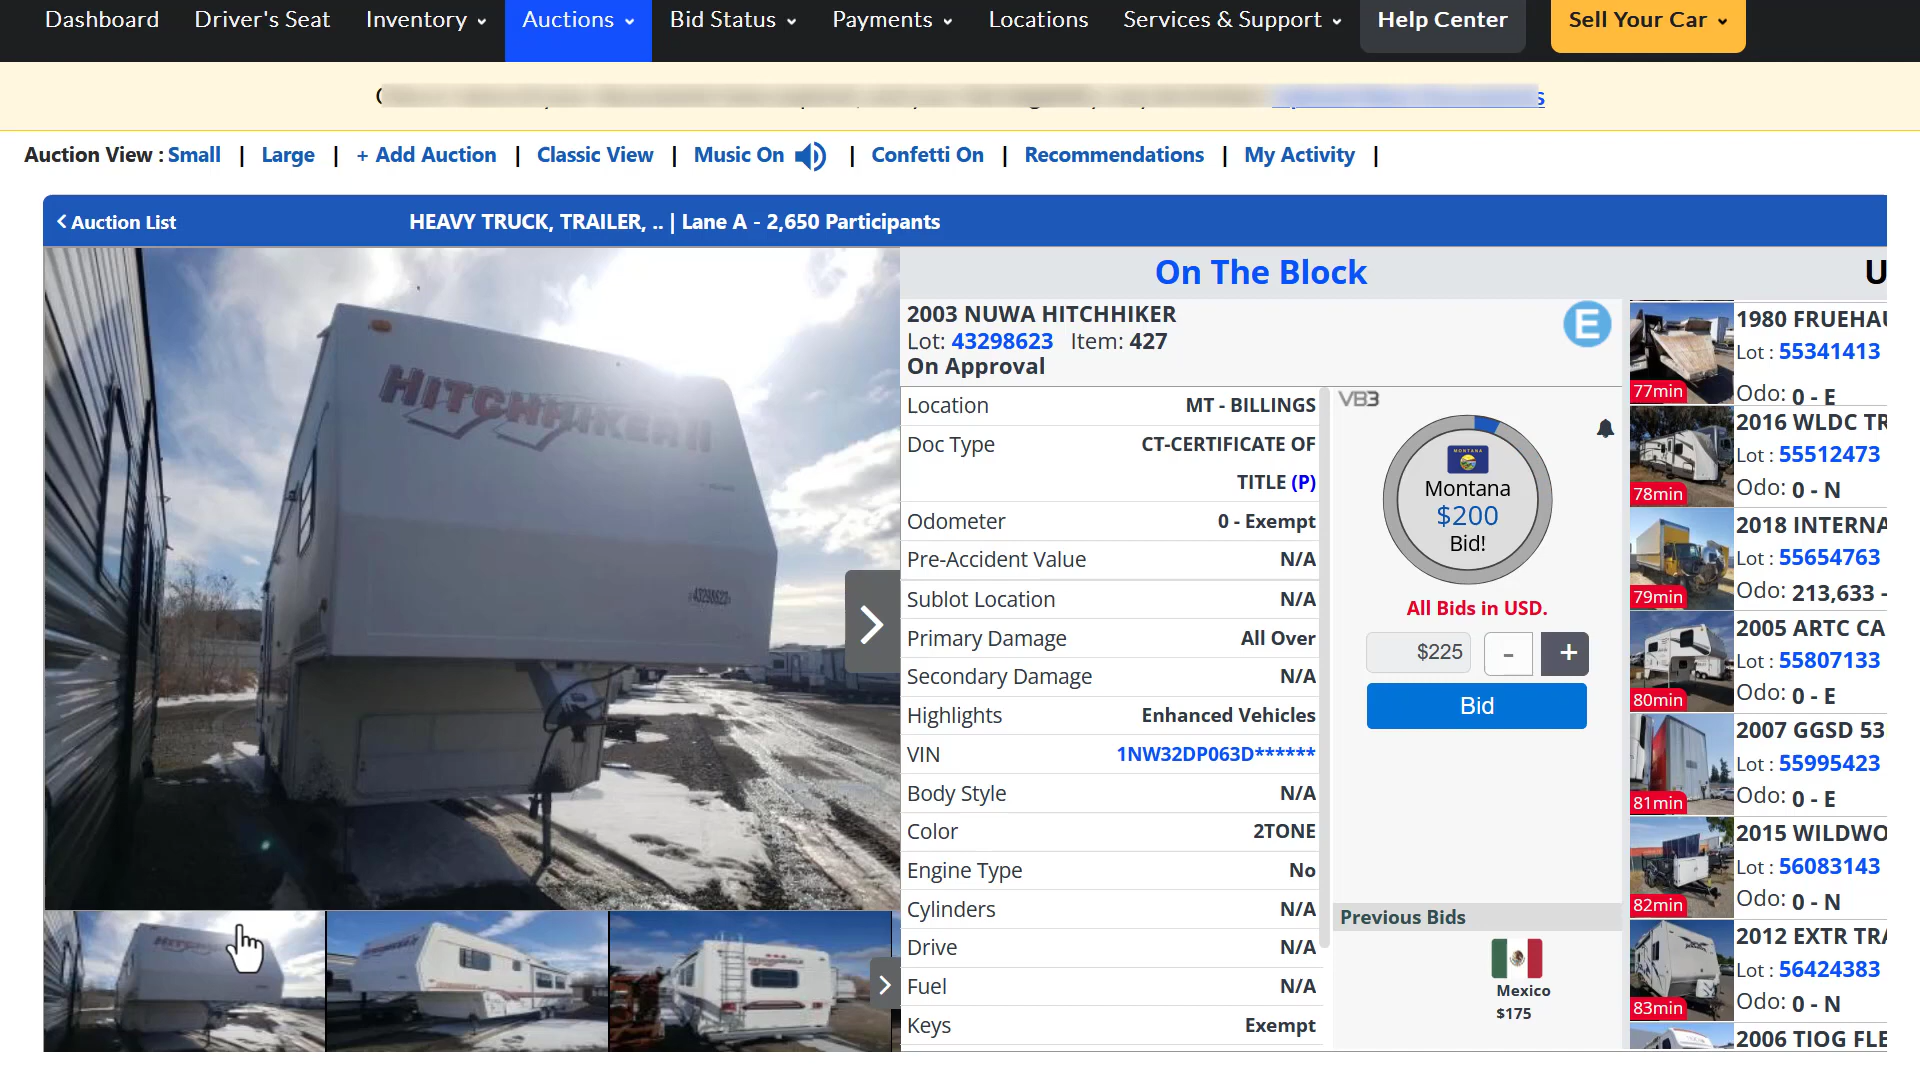 Dashboard
Driver's Seat
Inventory
Auctions
Bid Status
Payments
Locations
Services & Support
Help Center
Sell Your Car
Auction View : Small | Large | + Add Auction | Classic View | Music On | Confetti On | Recommendations | My Activity |
Auction List
HEAVY TRUCK, TRAILER, .. | Lane A - 2,650 Participants
HITCHHIKER II
43298623
On The Block
2003 NUWA HITCHHIKER
E
Lot: 43298623 Item: 427
On Approval
Location MT - BILLINGS
Doc Type CT-CERTIFICATE OF
TITLE (P)
Odometer 0 - Exempt
Pre-Accident Value N/A
Sublot Location N/A
Primary Damage All Over
Secondary Damage N/A
Highlights Enhanced Vehicles
VIN 1NW32DP063D******
Body Style N/A
Color 2TONE
Engine Type No
Cylinders N/A
Drive N/A
Fuel N/A
Keys Exempt
VB3
MONTANA
Montana
$200
Bid!
All Bids in USD.
$225 - +
Bid
Previous Bids
Mexico
$175
U
1980 FRUEHAU
Lot : 55341413
Odo: 0 - E
77min
2016 WLDC TR
Lot : 55512473
Odo: 0 - N
78min
2018 INTERNA
Lot : 55654763
Odo: 213,633 -
79min
2005 ARTC CA
Lot : 55807133
Odo: 0 - E
80min
2007 GGSD 53
Lot : 55995423
Odo: 0 - E
81min
2015 WILDWO
Lot : 56083143
Odo: 0 - N
82min
2012 EXTR TRA
Lot : 56424383
Odo: 0 - N
83min
2006 TIOG FLE